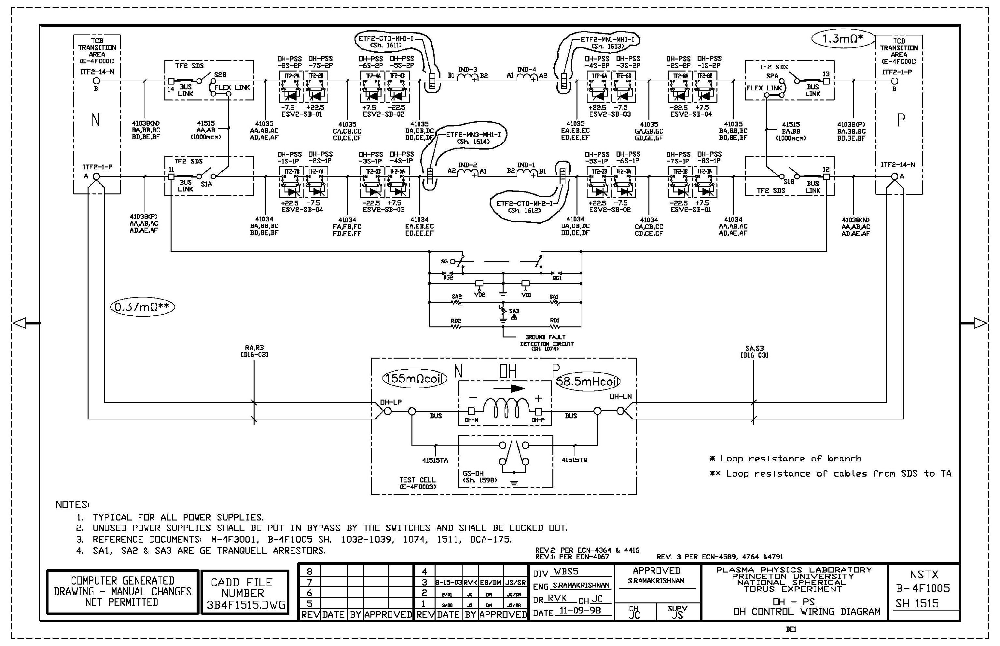 TCB
TRANSITION
AREA
(E-4FD001)
ITF2-14-N
B
N
ITF2-1-P
A
TF2 SDS
14
BUS
LINK
S2B
FLEX LINK
OH-PSS
-8S-2P
OH-PSS
-7S-2P
TF2-2A
TF2-2B
-7.5
+22.5
ESV2-SB-01
OH-PSS
-6S-2P
OH-PSS
-5S-2P
TF2-4A
TF2-4B
+7.5
-22.5
ESV2-SB-02
ETF2-CTD-MH1-I
(Sh. 1611)
B1
IND-3
B2
A1
IND-4
A2
ETF2-MN1-MH1-I
(Sh. 1613)
OH-PSS
-4S-2P
OH-PSS
-3S-2P
TF2-6A
TF2-6B
+22.5
-7.5
ESV2-SB-03
OH-PSS
-2S-2P
OH-PSS
-1S-2P
TF2-8A
TF2-8B
-22.5
+7.5
ESV2-SB-04
TF2 SDS
S2A
FLEX LINK
13
BUS
LINK
1.3mΩ*
TCB
TRANSITION
AREA
(E-4FD001)
ITF2-1-P
B
P
ITF2-14-N
A
41038(N)
BA,BB,BC
BD,BE,BF
41515
AA,AB
(1000mcm)
41035
AA,AB,AC
AD,AE,AF
41035
CA,CB,CC
CD,CE,CF
41035
DA,DB,DC
DD,DE,DF
41035
EA,EB,EC
ED,EE,EF
41035
GA,GB,GC
GD,GE,GF
41035
BA,BB,BC
BD,BE,BF
41515
BA,BB
(1000mcm)
41038(P)
BA,BB,BC
BD,BE,BF
ETF2-MN3-MH1-I
(Sh. 1614)
TF2 SDS
11
BUS
LINK
S1A
OH-PSS
-1S-1P
OH-PSS
-2S-1P
TF2-7B
TF2-7A
+22.5
-7.5
ESV2-SB-04
OH-PSS
-3S-1P
OH-PSS
-4S-1P
TF2-5B
TF2-5A
-22.5
+7.5
ESV2-SB-03
A2
IND-2
A1
B2
IND-1
B1
ETF2-CTD-MH2-I
(Sh. 1612)
OH-PSS
-5S-1P
OH-PSS
-6S-1P
TF2-3B
TF2-3A
+22.5
-7.5
ESV2-SB-02
OH-PSS
-7S-1P
OH-PSS
-8S-1P
TF2-1B
TF2-1A
-22.5
+7.5
ESV2-SB-01
S1B
12
BUS
LINK
TF2 SDS
41038(P)
AA,AB,AC
AD,AE,AF
41034
BA,BB,BC
BD,BE,BF
41034
FA,FB,FC
FD,FE,FF
41034
EA,EB,EC
ED,EE,EF
41034
DA,DB,DC
DD,DE,DF
41034
CA,CB,CC
CD,CE,CF
41034
AA,AB,AC
AD,AE,AF
41038(N)
AA,AB,AC
AD,AE,AF
SG
BG2
BG1
VD2
VD1
SA2
SA1
SA3
RD2
RD1
GROUND FAULT
DETECTION CIRCUIT
(SH. 1074)
0.37mΩ**
RA,RB
[D16-03]
SA,SB
[D16-03]
155mΩcoil
N
OH
P
58.5mHcoil
-
+
OH-LP
BUS
OH-N
OH-P
BUS
OH-LN
41515TA
41515TB
GS-OH
(Sh. 1598)
TEST CELL
(E-4FD003)
* Loop resistance of branch
** Loop resistance of cables from SDS to TA
NOTES:
1. TYPICAL FOR ALL POWER SUPPLIES.
2. UNUSED POWER SUPPLIES SHALL BE PUT IN BYPASS BY THE SWITCHES AND SHALL BE LOCKED OUT.
3. REFERENCE DOCUMENTS: M-4F3001, B-4F1005 SH. 1032-1039, 1074, 1511, DCA-175.
4. SA1, SA2 & SA3 ARE GE TRANQUELL ARRESTORS.
REV.2: PER ECN-4364 & 4416
REV.1: PER ECN-4067
REV. 3 PER ECN-4589, 4764 &4791
COMPUTER GENERATED
DRAWING - MANUAL CHANGES
NOT PERMITTED
CADD FILE
NUMBER
3B4F1515.DWG
8
7
6
5
REV DATE BY APPROVED
4
3 8-15-03 RVK EB/DM JS/SR
2 2/01 JS DM JS/SR
1 3/00 JS DM JS/SR
REV DATE BY APPROVED
DIV WBS5
ENG S.RAMAKRISHNAN
DR RVK CH JC
DATE 11-09-98
APPROVED
S.RAMAKRISHNAN
CH
JC
SUPV
JS
PLASMA PHYSICS LABORATORY
PRINCETON UNIVERSITY
NATIONAL SPHERICAL
TORUS EXPERIMENT
OH - PS
OH CONTROL WIRING DIAGRAM
NSTX
B-4F1005
SH 1515
BE1